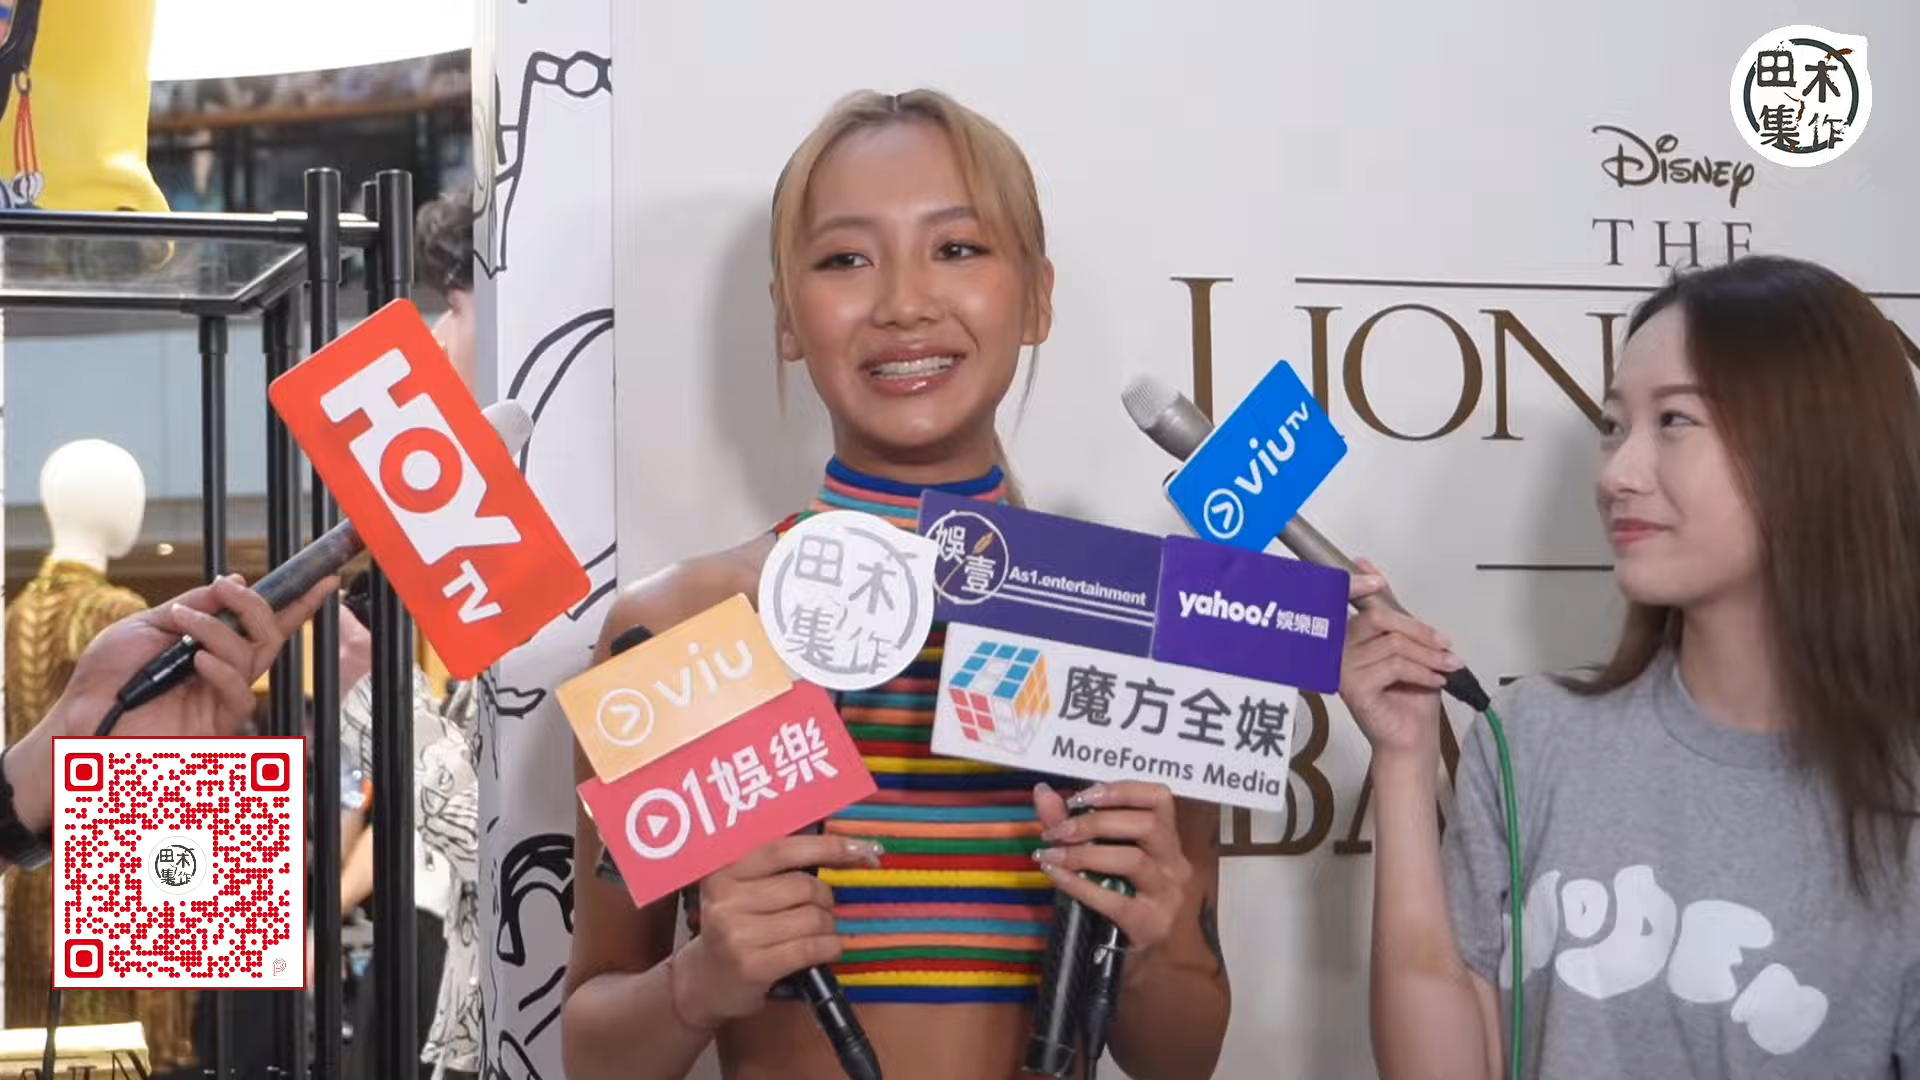 田木
集作
Disney
THE
LION
HOY
TV
viu TV
娛壹
As1.entertainment
yahoo! 娛樂圈
田木
集作
viu
01娛樂
魔方全媒
MoreForms Media
BA
田木
集作